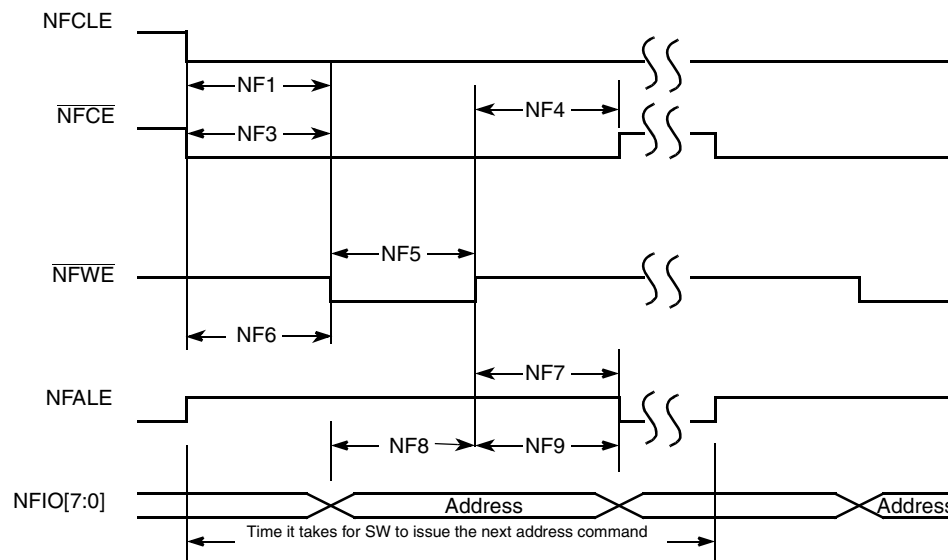 NFCLE
NF1
NFCE
NF3
NF4
NF5
NFWE
NF6
NF7
NFALE
NF8
NF9
NFIO[7:0]
Address
Address
Time it takes for SW to issue the next address command